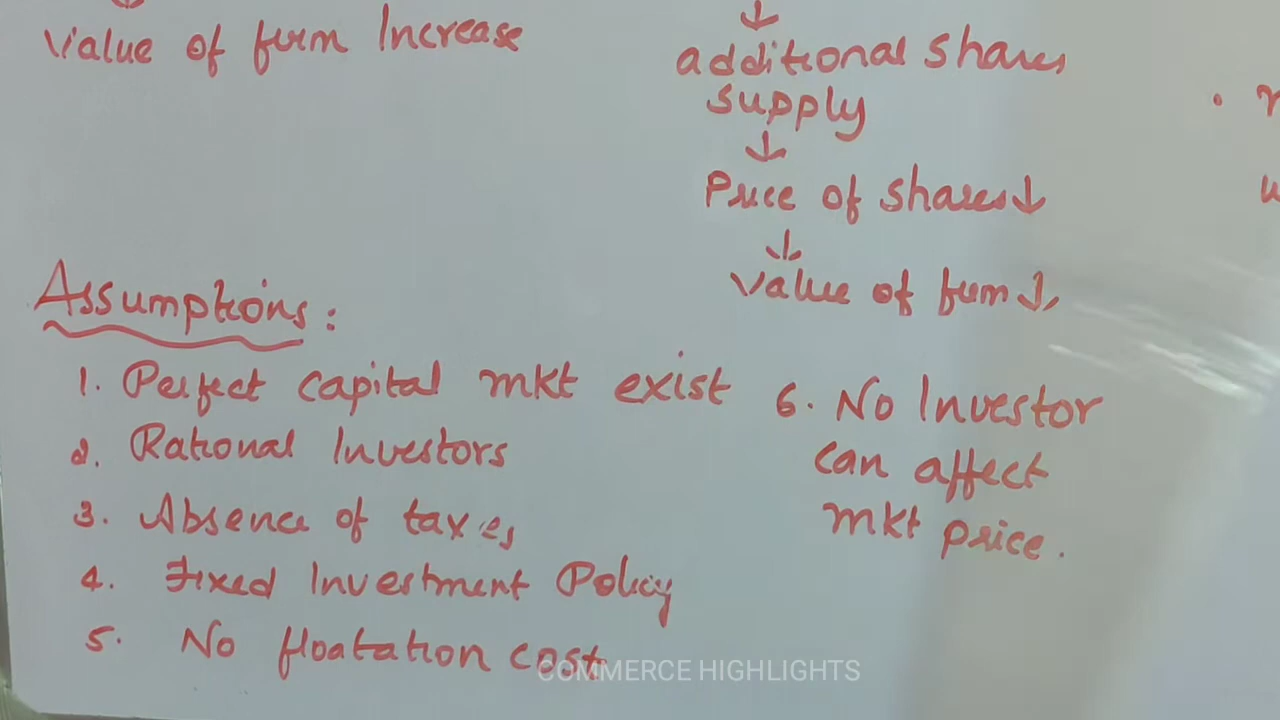 Value of firm Increase
↓
additional shares
supply
↓
Price of shares↓
↓
Value of firm↓
Assumptions:
1. Perfect capital mkt exist
2. Rational Investors
3. Absence of taxes
4. Fixed Investment Policy
5. No floatation cost
6. No Investor
can affect
mkt price.
COMMERCE HIGHLIGHTS